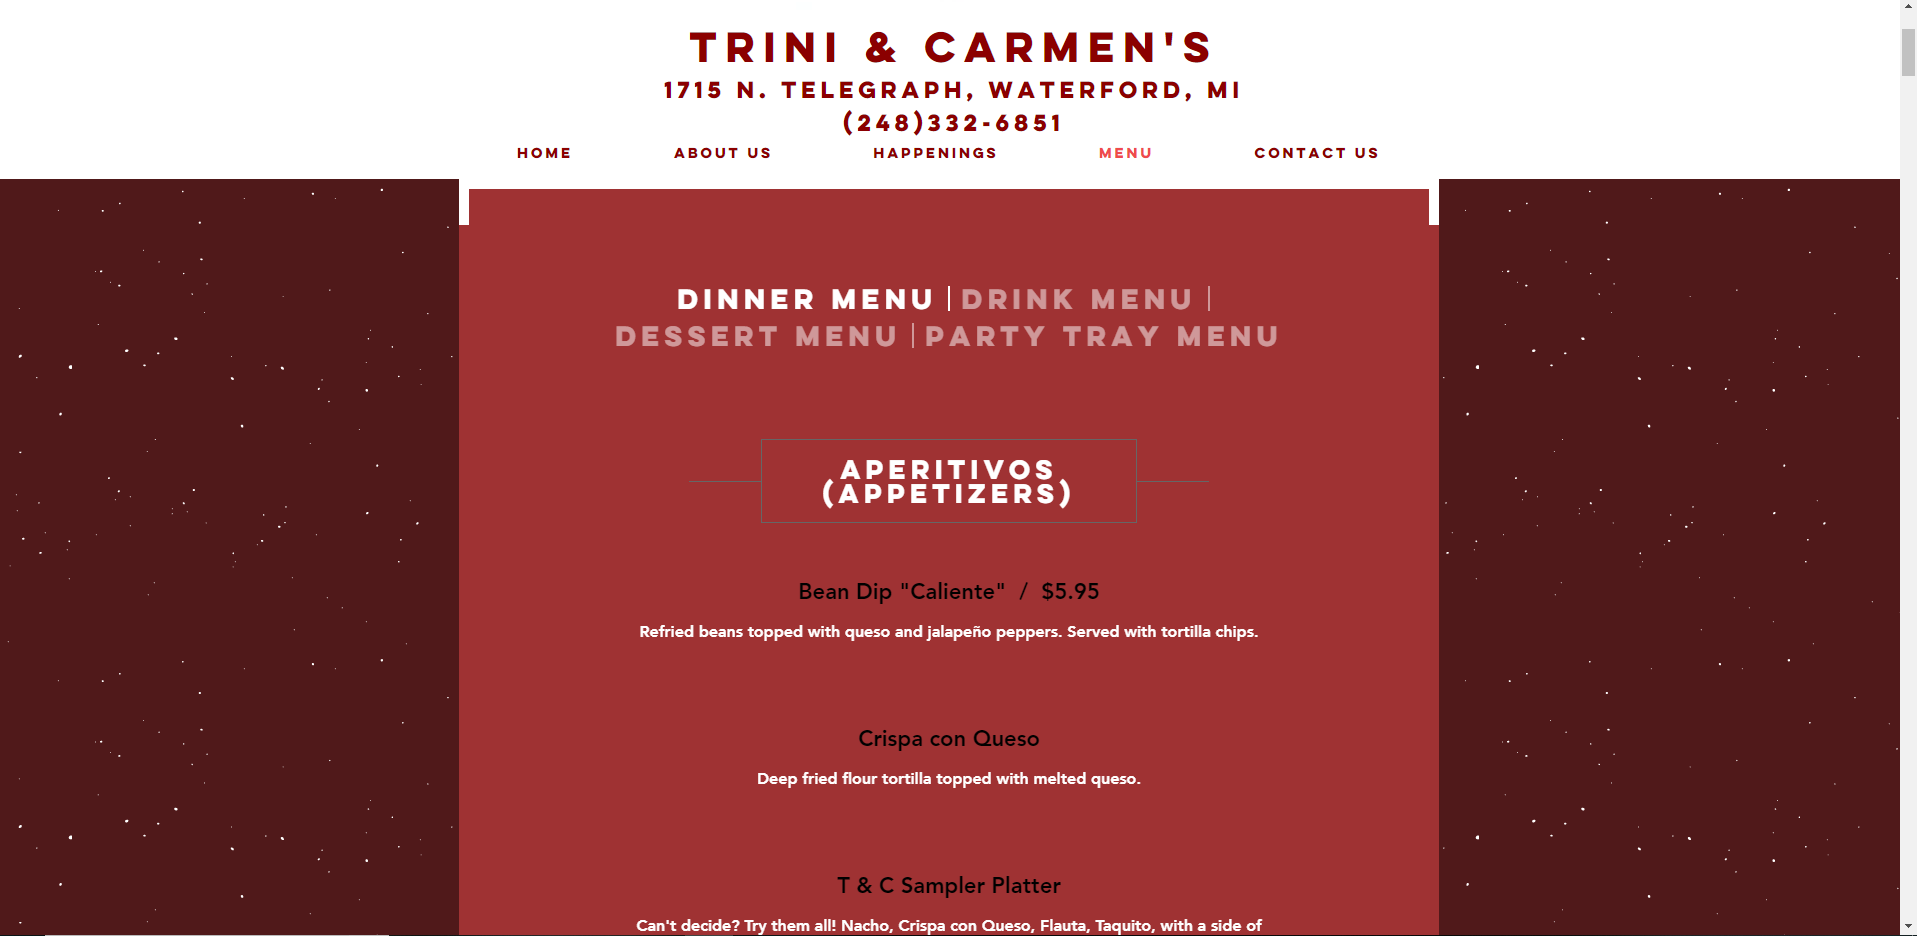 TRINI & CARMEN'S
1715 N. TELEGRAPH, WATERFORD, MI
(248)332-6851
HOME ABOUT US HAPPENINGS MENU CONTACT US
DINNER MENU DRINK MENU
DESSERT MENU PARTY TRAY MENU
APERITIVOS
(APPETIZERS)
Bean Dip "Caliente" / $5.95
Refried beans topped with queso and jalapeño peppers. Served with tortilla chips.
Crispa con Queso
Deep fried flour tortilla topped with melted queso.
T & C Sampler Platter
Can't decide? Try them all! Nacho, Crispa con Queso, Flauta, Taquito, with a side of